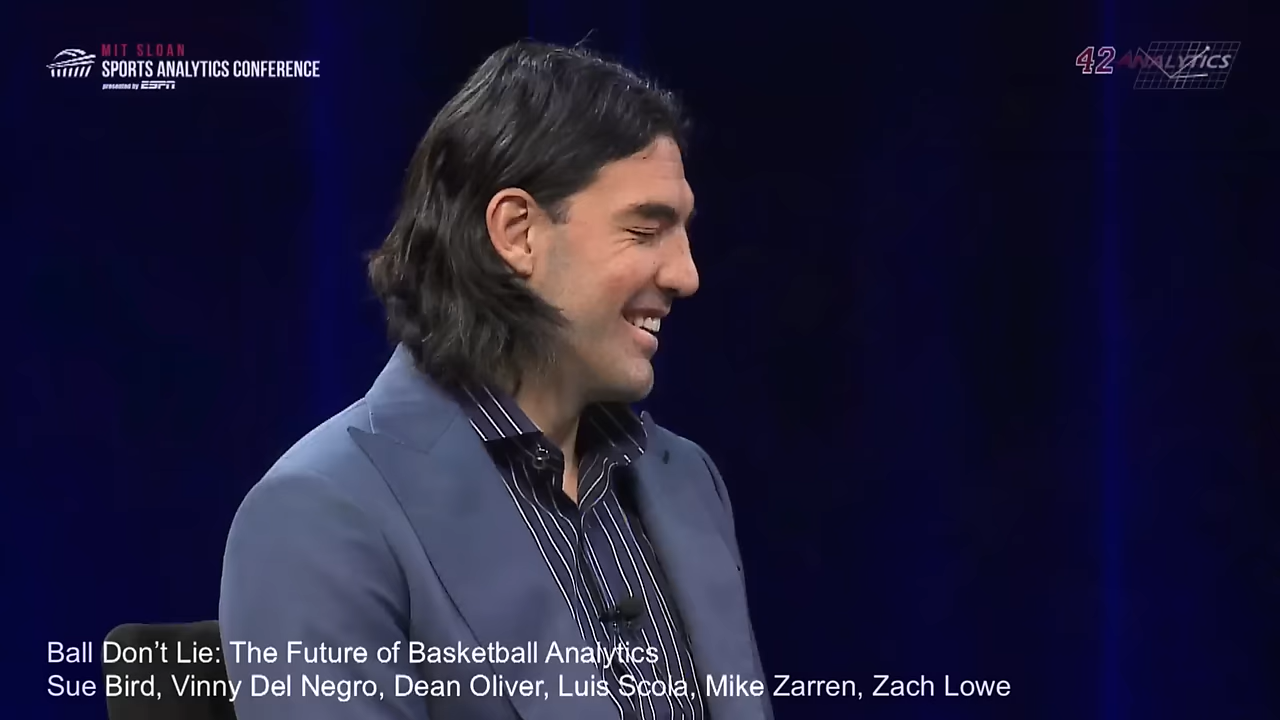 MIT SLOAN
SPORTS ANALYTICS CONFERENCE
presented by ESPN
42 ANALYTICS
Ball Don't Lie: The Future of Basketball Analytics
Sue Bird, Vinny Del Negro, Dean Oliver, Luis Scola, Mike Zarren, Zach Lowe